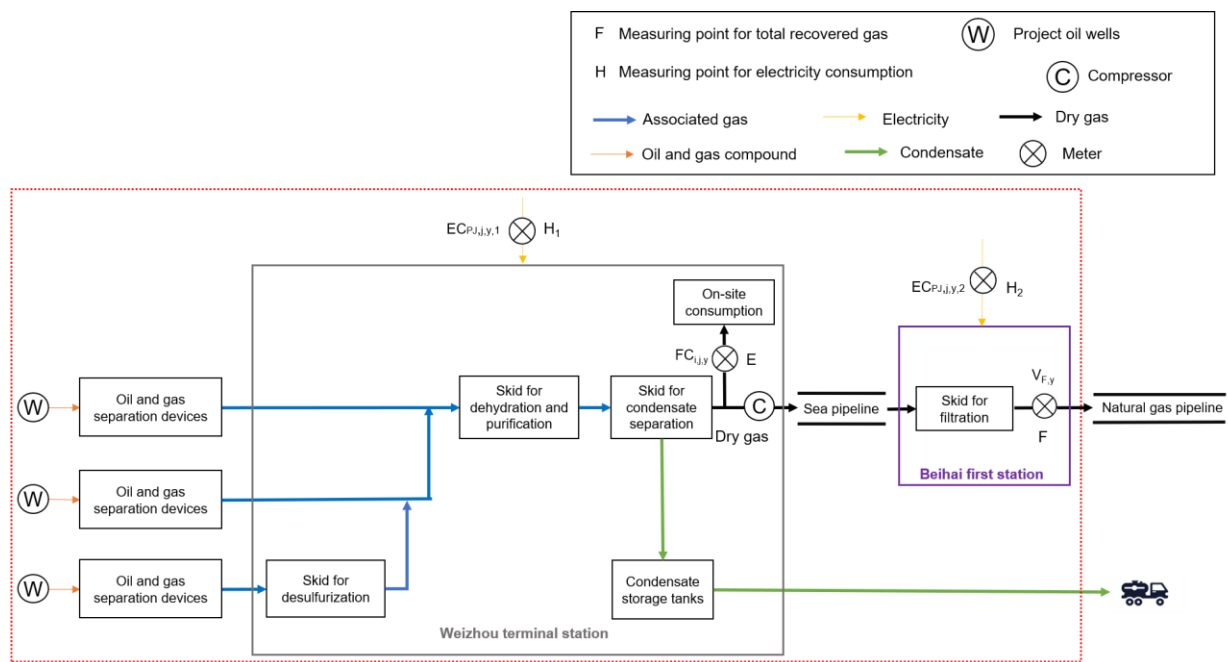 F Measuring point for total recovered gas
W Project oil wells
H Measuring point for electricity consumption
C Compressor
Associated gas
Electricity
Dry gas
Oil and gas compound
Condensate
Meter
ECPJ,j,y,1
H1
ECPJ,j,y,2
H2
On-site
consumption
FCi,j,y
E
W
Oil and gas
separation devices
Skid for
dehydration and
purification
Skid for
condensate
separation
C
Dry gas
Sea pipeline
Skid for
filtration
VF,y
F
Natural gas pipeline
Beihai first station
W
Oil and gas
separation devices
W
Oil and gas
separation devices
Skid for
desulfurization
Condensate
storage tanks
Weizhou terminal station